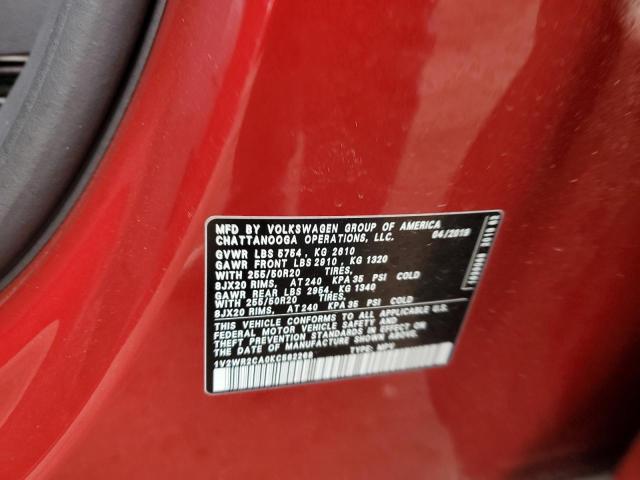 MFD BY VOLKSWAGEN GROUP OF AMERICA
CHATTANOOGA OPERATIONS, LLC. 04/2019
GVWR LBS 5754 , KG 2610
GAWR FRONT LBS 2910 , KG 1320
WITH 255/50R20 TIRES,
8JX20 RIMS, AT 240 KPA 35 PSI COLD
GAWR REAR LBS 2954, KG 1340
WITH 255/50R20 TIRES,
8JX20 RIMS, AT 240 KPA 35 PSI COLD
THIS VEHICLE CONFORMS TO ALL APPLICABLE U.S.
FEDERAL MOTOR VEHICLE SAFETY AND
THEFT PREVENTION STANDARDS IN EFFECT ON
THE DATE OF MANUFACTURE SHOWN ABOVE.
1V2WR2CA0KC562268 TYPE: MPV